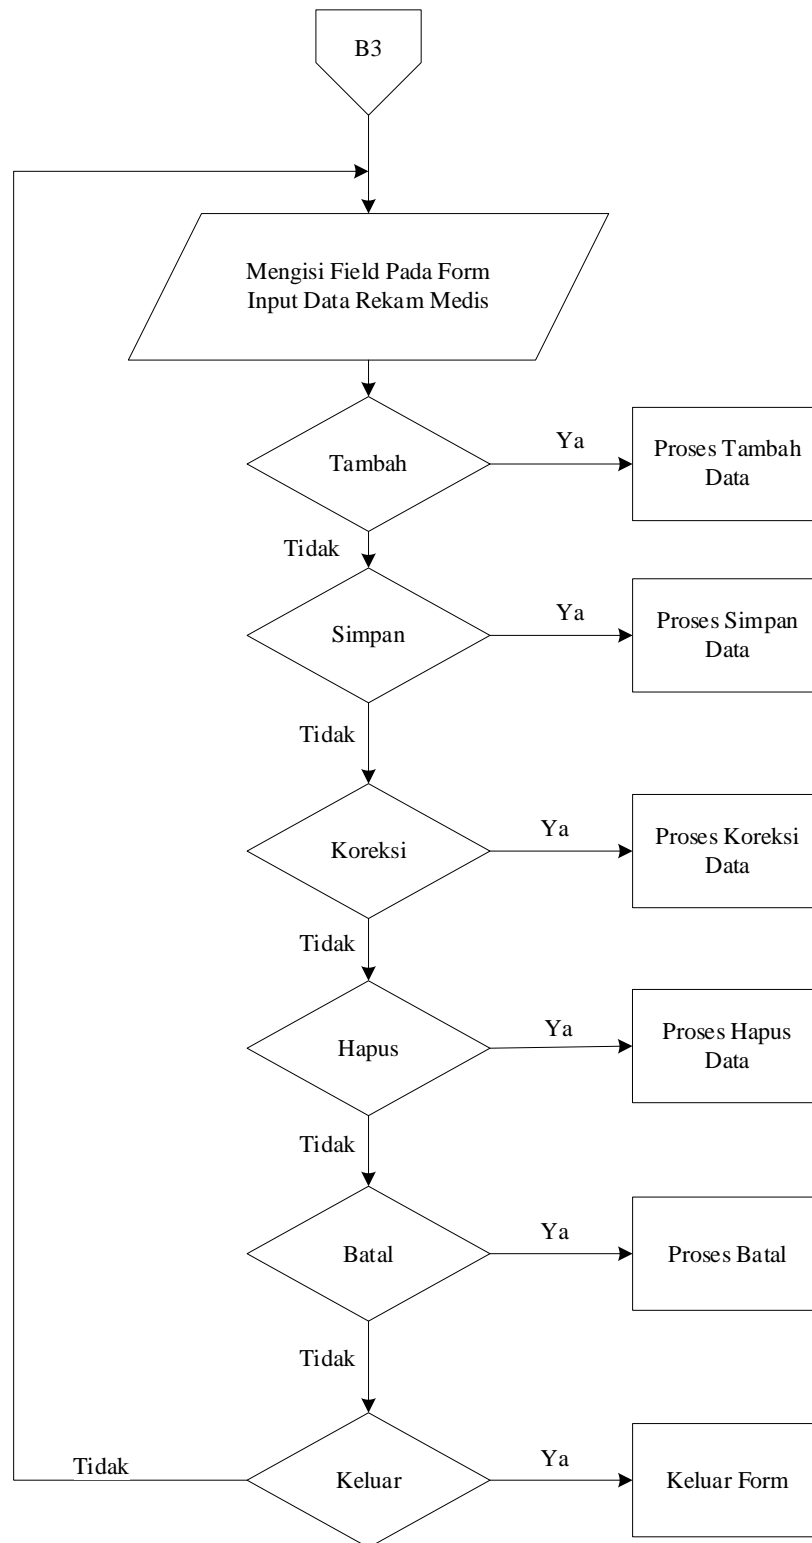 B3
Mengisi Field Pada Form
Input Data Rekam Medis
Tambah
Ya
Proses Tambah
Data
Tidak
Simpan
Ya
Proses Simpan
Data
Tidak
Koreksi
Ya
Proses Koreksi
Data
Tidak
Hapus
Ya
Proses Hapus
Data
Tidak
Batal
Ya
Proses Batal
Tidak
Tidak
Keluar
Ya
Keluar Form